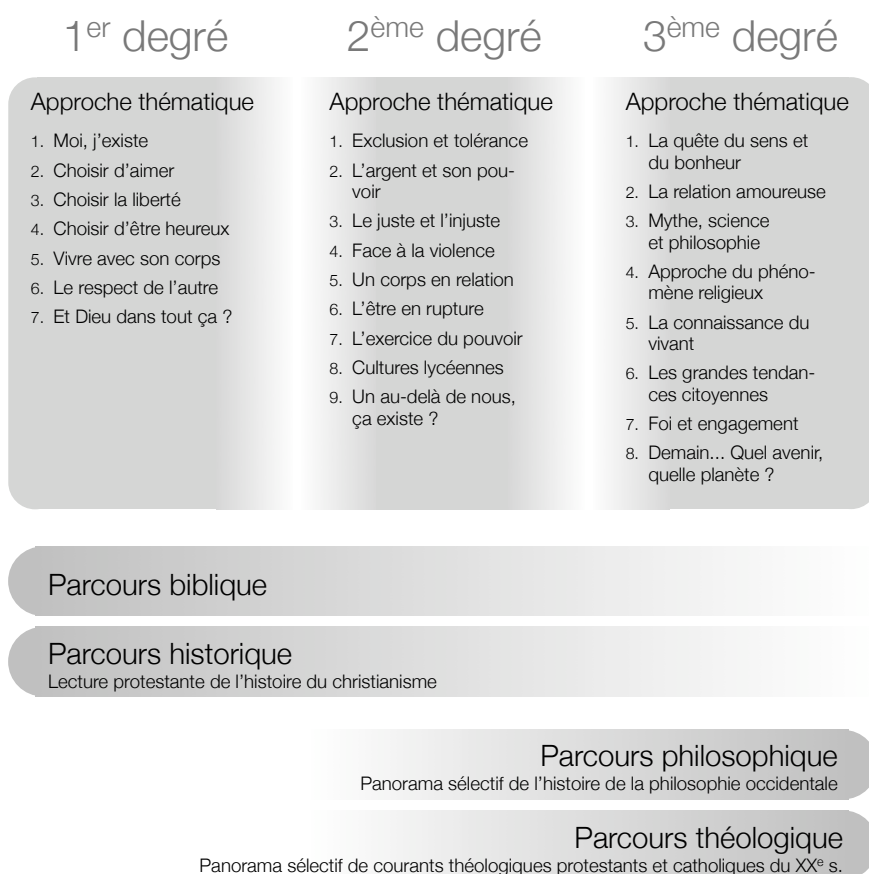 1er degré
2ème degré
3ème degré
Approche thématique
1. Moi, j'existe
2. Choisir d'aimer
3. Choisir la liberté
4. Choisir d'être heureux
5. Vivre avec son corps
6. Le respect de l'autre
7. Et Dieu dans tout ça ?
Approche thématique
1. Exclusion et tolérance
2. L'argent et son pou-
voir
3. Le juste et l'injuste
4. Face à la violence
5. Un corps en relation
6. L'être en rupture
7. L'exercice du pouvoir
8. Cultures lycéennes
9. Un au-delà de nous,
ça existe ?
Approche thématique
1. La quête du sens et
du bonheur
2. La relation amoureuse
3. Mythe, science
et philosophie
4. Approche du phéno-
mène religieux
5. La connaissance du
vivant
6. Les grandes tendan-
ces citoyennes
7. Foi et engagement
8. Demain... Quel avenir,
quelle planète ?
Parcours biblique
Parcours historique
Lecture protestante de l'histoire du christianisme
Parcours philosophique
Panorama sélectif de l'histoire de la philosophie occidentale
Parcours théologique
Panorama sélectif de courants théologiques protestants et catholiques du XXe s.